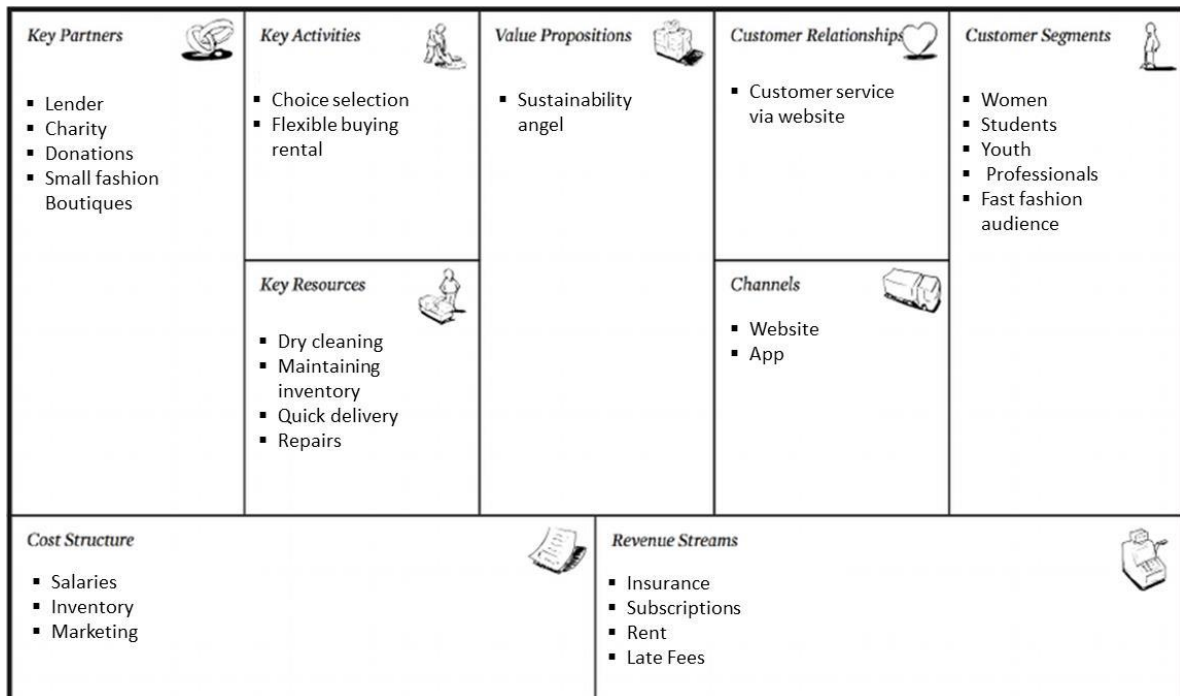 Key Partners
▪ Lender
▪ Charity
▪ Donations
▪ Small fashion
Boutiques
Key Activities
▪ Choice selection
▪ Flexible buying
rental
Key Resources
▪ Dry cleaning
▪ Maintaining
inventory
▪ Quick delivery
▪ Repairs
Value Propositions
▪ Sustainability
angel
Customer Relationships
▪ Customer service
via website
Channels
▪ Website
▪ App
Customer Segments
▪ Women
▪ Students
▪ Youth
▪ Professionals
▪ Fast fashion
audience
Cost Structure
▪ Salaries
▪ Inventory
▪ Marketing
Revenue Streams
▪ Insurance
▪ Subscriptions
▪ Rent
▪ Late Fees